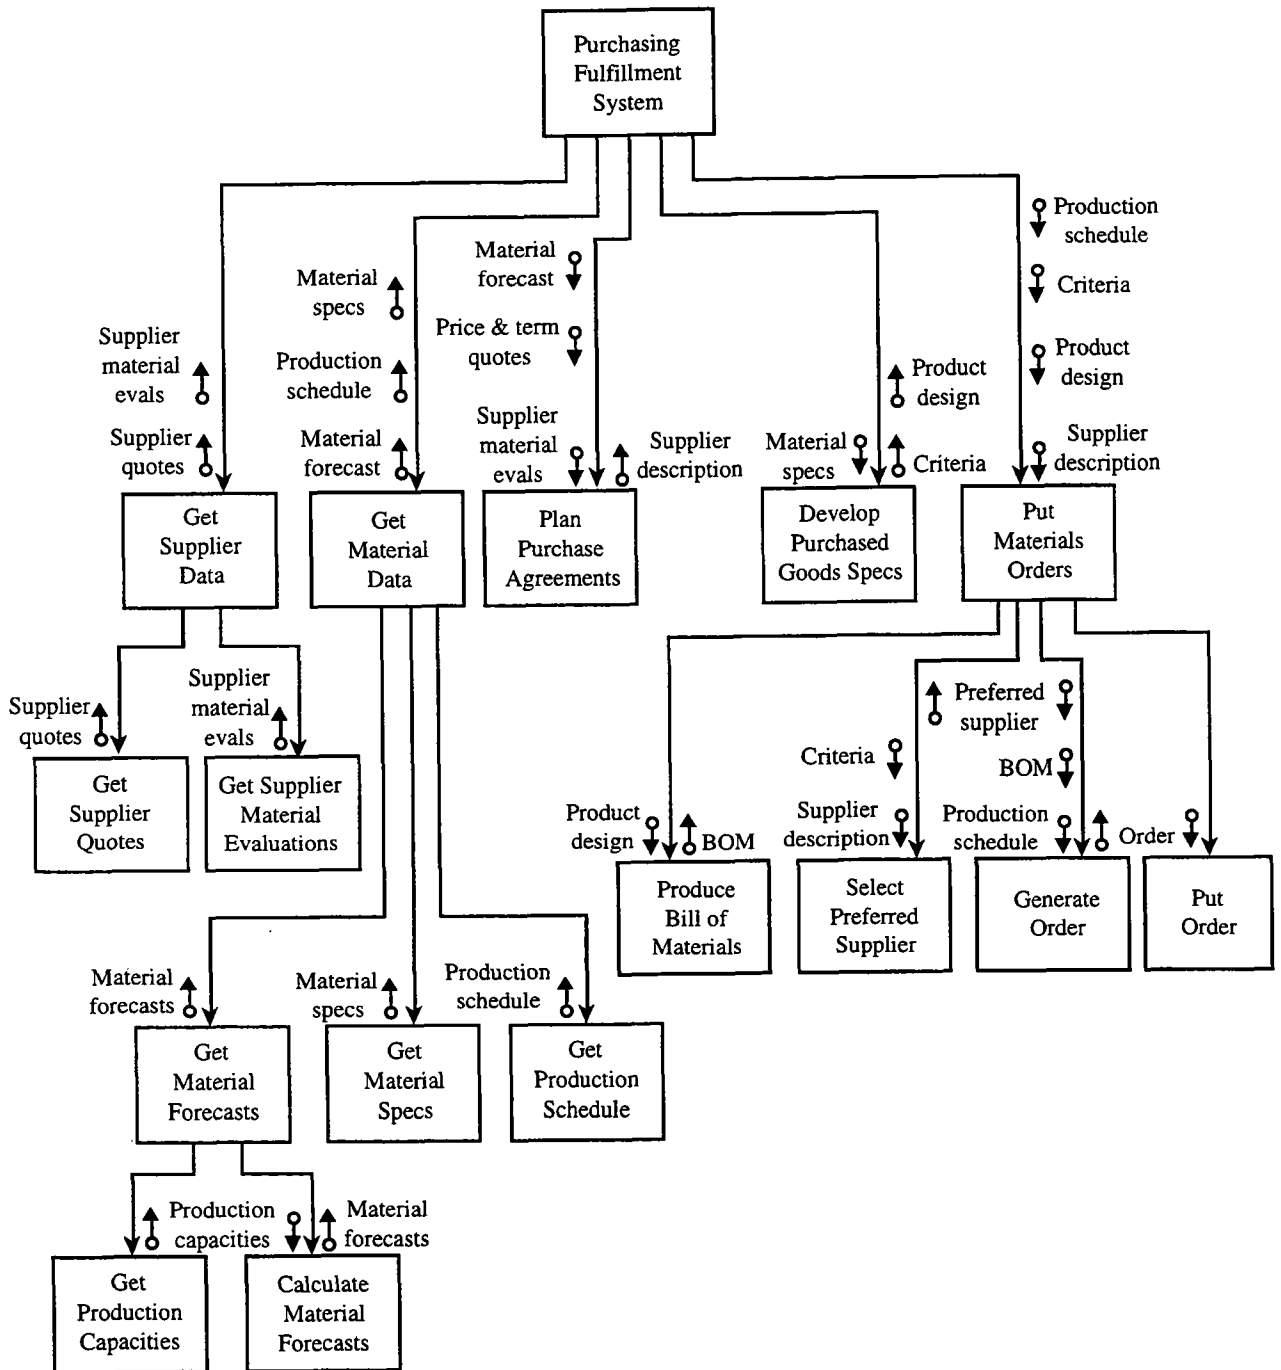 Purchasing
Fulfillment
System
Production
schedule
Criteria
Product
design
Supplier
description
Material
forecast
Price & term
quotes
Supplier
material
evals
Supplier
description
Material
specs
Production
schedule
Material
forecast
Supplier
material
evals
Supplier
quotes
Product
design
Material
specs
Criteria
Get
Supplier
Data
Get
Material
Data
Plan
Purchase
Agreements
Develop
Purchased
Goods Specs
Put
Materials
Orders
Supplier
quotes
Supplier
material
evals
Get
Supplier
Quotes
Get Supplier
Material
Evaluations
Preferred
supplier
Criteria
BOM
Product
design
BOM
Supplier
description
Production
schedule
Order
Produce
Bill of
Materials
Select
Preferred
Supplier
Generate
Order
Put
Order
Material
forecasts
Material
specs
Production
schedule
Get
Material
Forecasts
Get
Material
Specs
Get
Production
Schedule
Production
capacities
Material
forecasts
Get
Production
Capacities
Calculate
Material
Forecasts